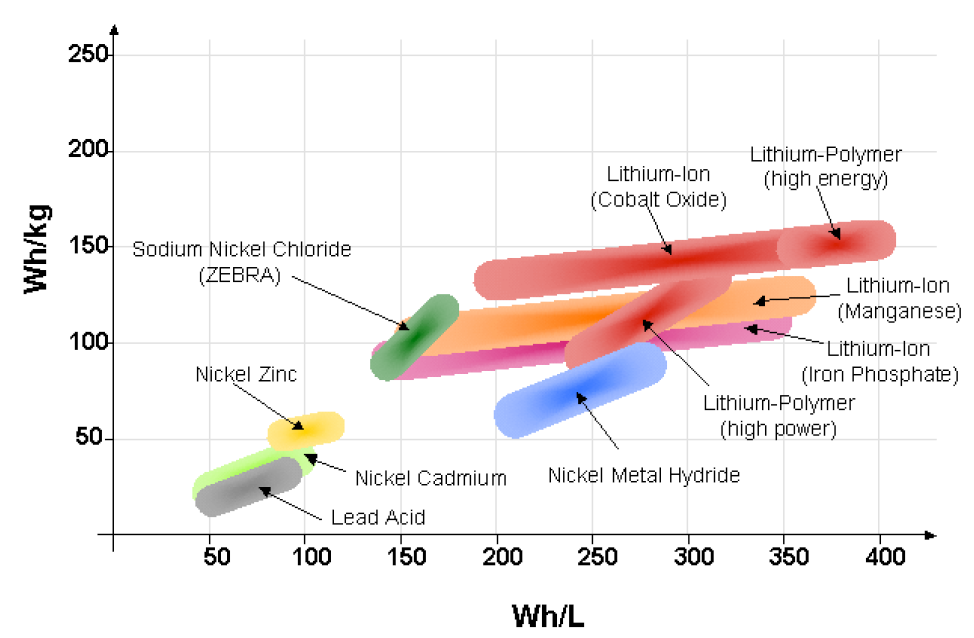 250
200
150
100
50
Wh/kg
Lithium-Polymer
(high energy)
Lithium-Ion
(Cobalt Oxide)
Sodium Nickel Chloride
(ZEBRA)
Lithium-Ion
(Manganese)
Lithium-Ion
(Iron Phosphate)
Nickel Zinc
Lithium-Polymer
(high power)
Nickel Metal Hydride
Nickel Cadmium
Lead Acid
50 100 150 200 250 300 350 400
Wh/L